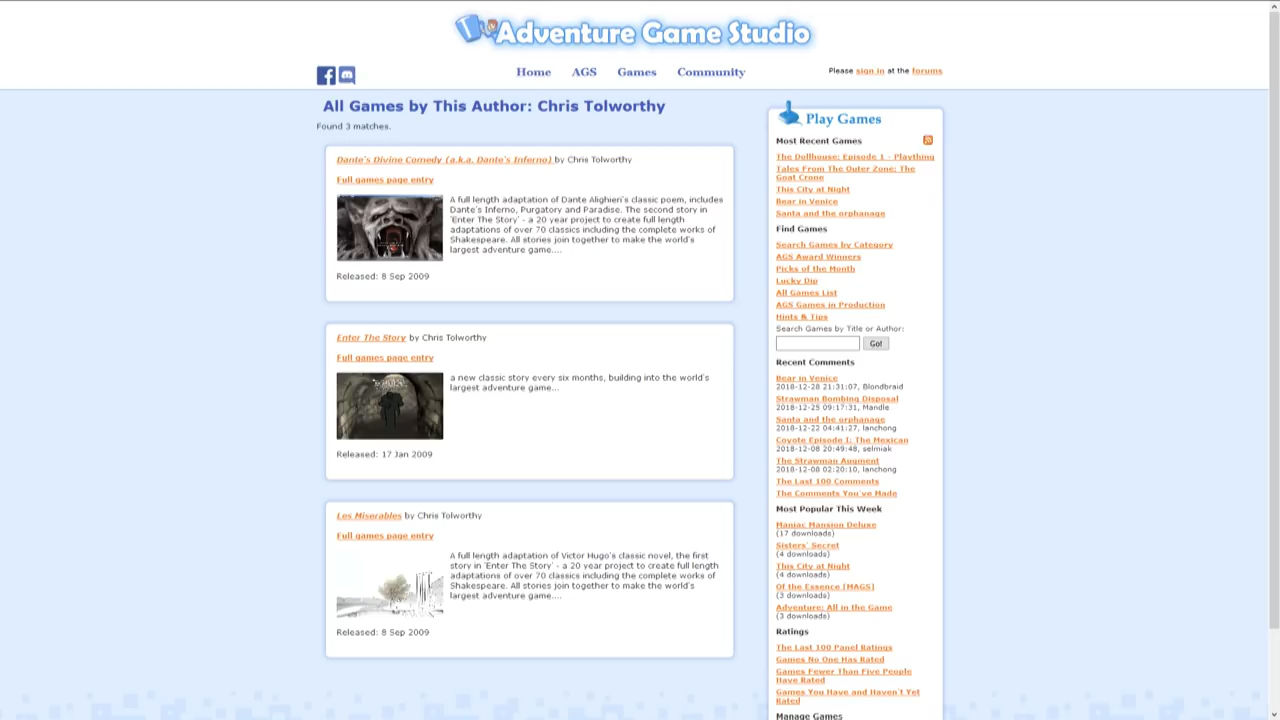 Adventure Game Studio
Home AGS Games Community
Please sign in at the forums
All Games by This Author: Chris Tolworthy
Found 3 matches.
Dante's Divine Comedy (a.k.a. Dante's Inferno) by Chris Tolworthy
Full games page entry
A full length adaptation of Dante Alighieri's classic poem, includes
Dante's Inferno, Purgatory and Paradise. The second story in
'Enter The Story' - a 20 year project to create full length
adaptations of over 70 classics including the complete works of
Shakespeare. All stories join together to make the world's
largest adventure game....
Released: 8 Sep 2009
Enter The Story by Chris Tolworthy
Full games page entry
a new classic story every six months, building into the world's
largest adventure game...
Released: 17 Jan 2009
Les Miserables by Chris Tolworthy
Full games page entry
A full length adaptation of Victor Hugo's classic novel, the first
story in 'Enter The Story' - a 20 year project to create full length
adaptations of over 70 classics including the complete works of
Shakespeare. All stories join together to make the world's
largest adventure game....
Released: 8 Sep 2009
Play Games
Most Recent Games
The Dollhouse: Episode 1 - Plaything
Tales From The Outer Zone: The
Goat Crone
This City at Night
Bear in Venice
Santa and the orphanage
Find Games
Search Games by Category
AGS Award Winners
Picks of the Month
Lucky Dip
All Games List
AGS Games in Production
Hints & Tips
Search Games by Title or Author:
Go!
Recent Comments
Bear in Venice
2018-12-28 21:31:07, Blondbraid
Strawman Bombing Disposal
2018-12-25 09:17:31, Mandle
Santa and the orphanage
2018-12-22 04:41:27, lanchong
Coyote Episode I: The Mexican
2018-12-08 20:49:48, selmiak
The Strawman Augment
2018-12-08 02:20:10, lanchong
The Last 100 Comments
The Comments You've Made
Most Popular This Week
Maniac Mansion Deluxe
(17 downloads)
Sisters' Secret
(4 downloads)
This City at Night
(4 downloads)
Of the Essence [MAGS]
(3 downloads)
Adventure: All in the Game
(3 downloads)
Ratings
The Last 100 Panel Ratings
Games No One Has Rated
Games Fewer Than Five People
Have Rated
Games You Have and Haven't Yet
Rated
Manage Games